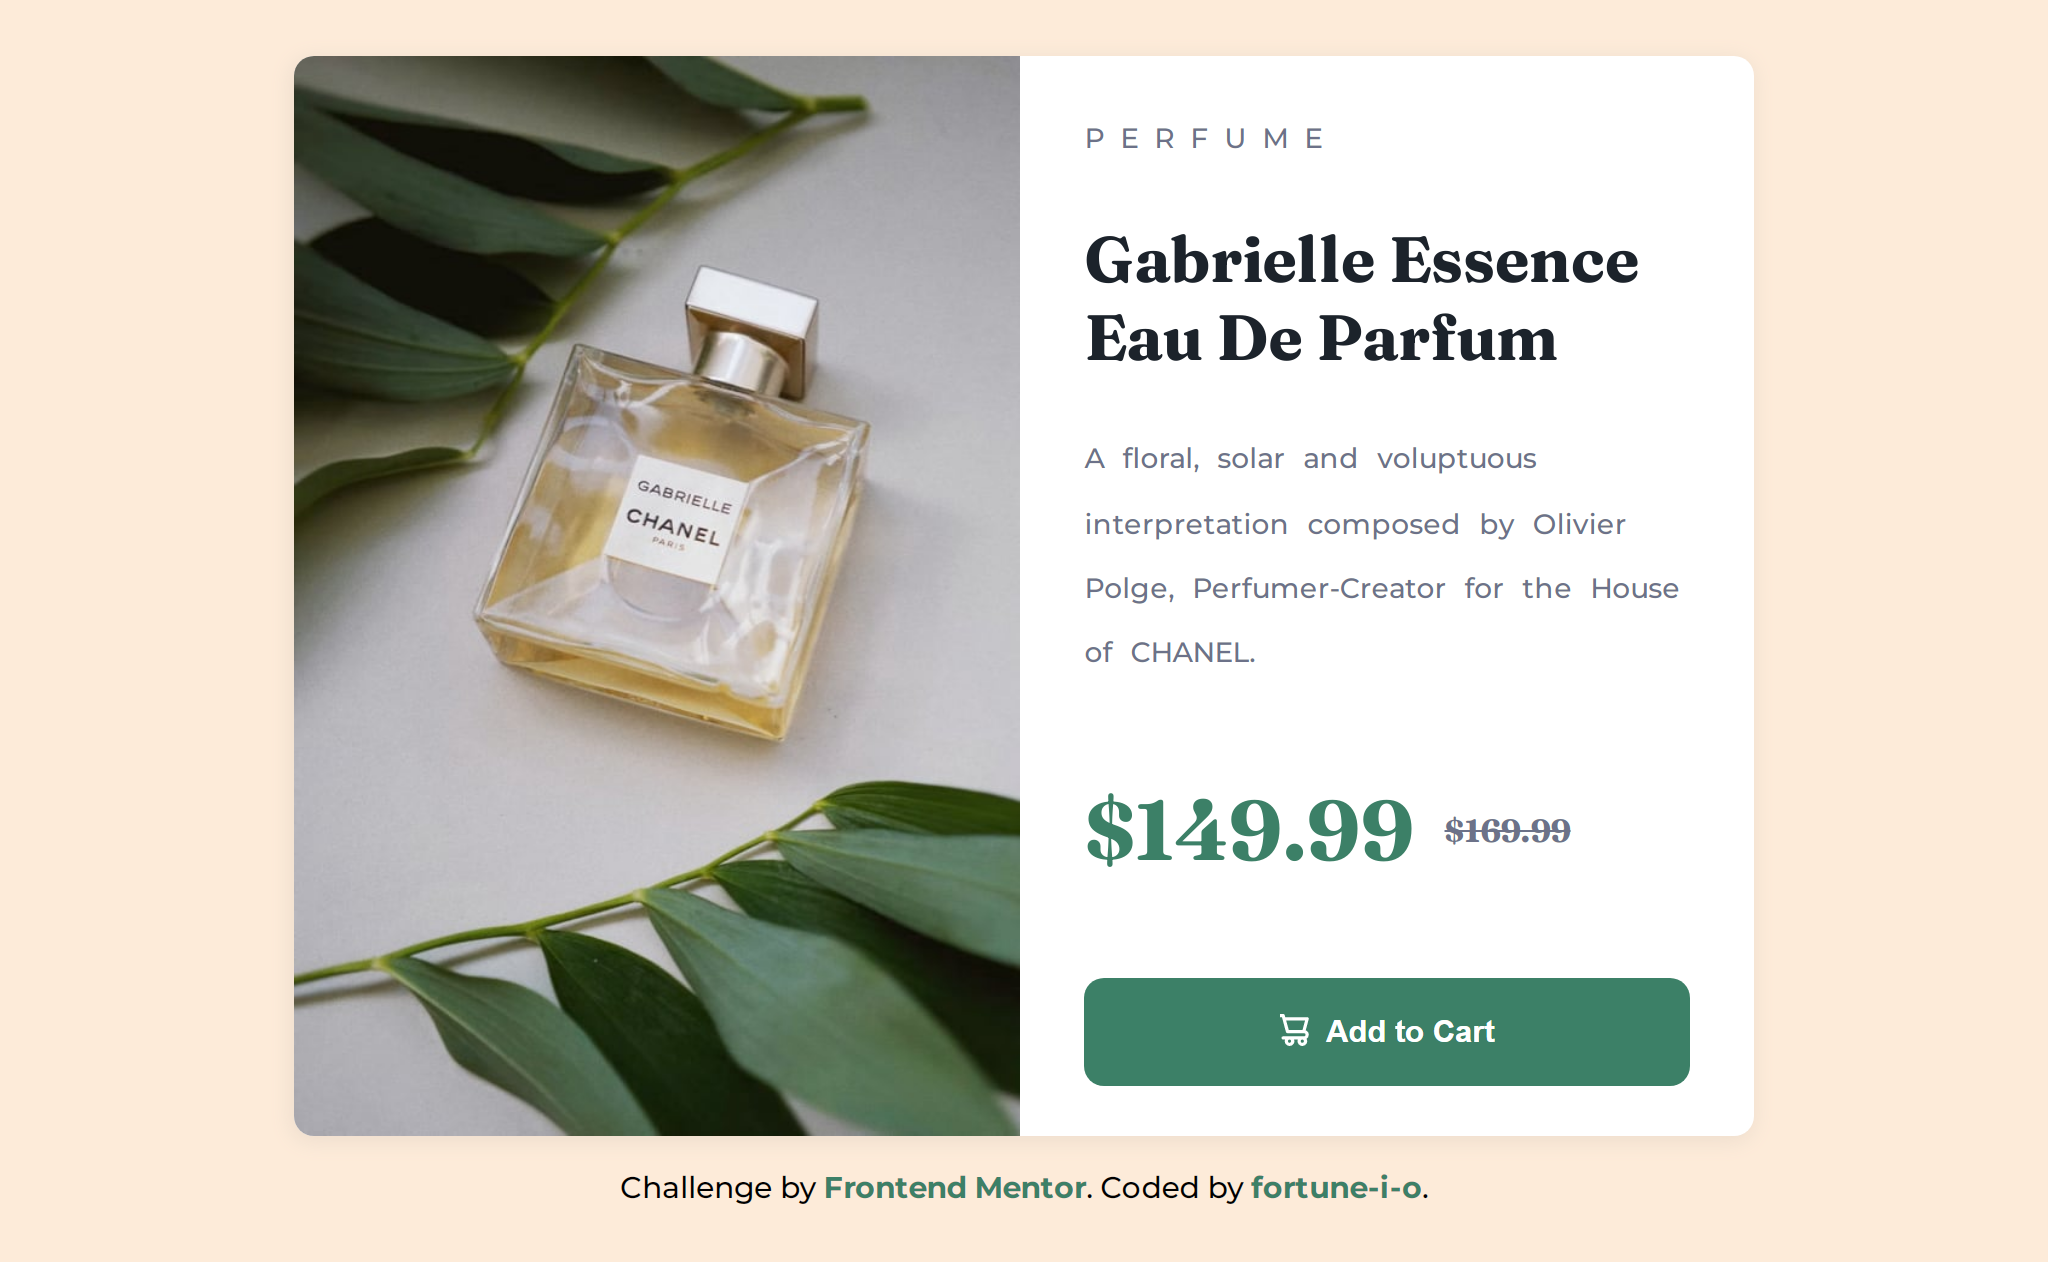 GABRIELLE
CHANEL
PARIS
PERFUME
Gabrielle Essence
Eau De Parfum
A floral, solar and voluptuous
interpretation composed by Olivier
Polge, Perfumer-Creator for the House
of CHANEL.
$149.99 $169.99
Add to Cart
Challenge by Frontend Mentor. Coded by fortune-i-o.